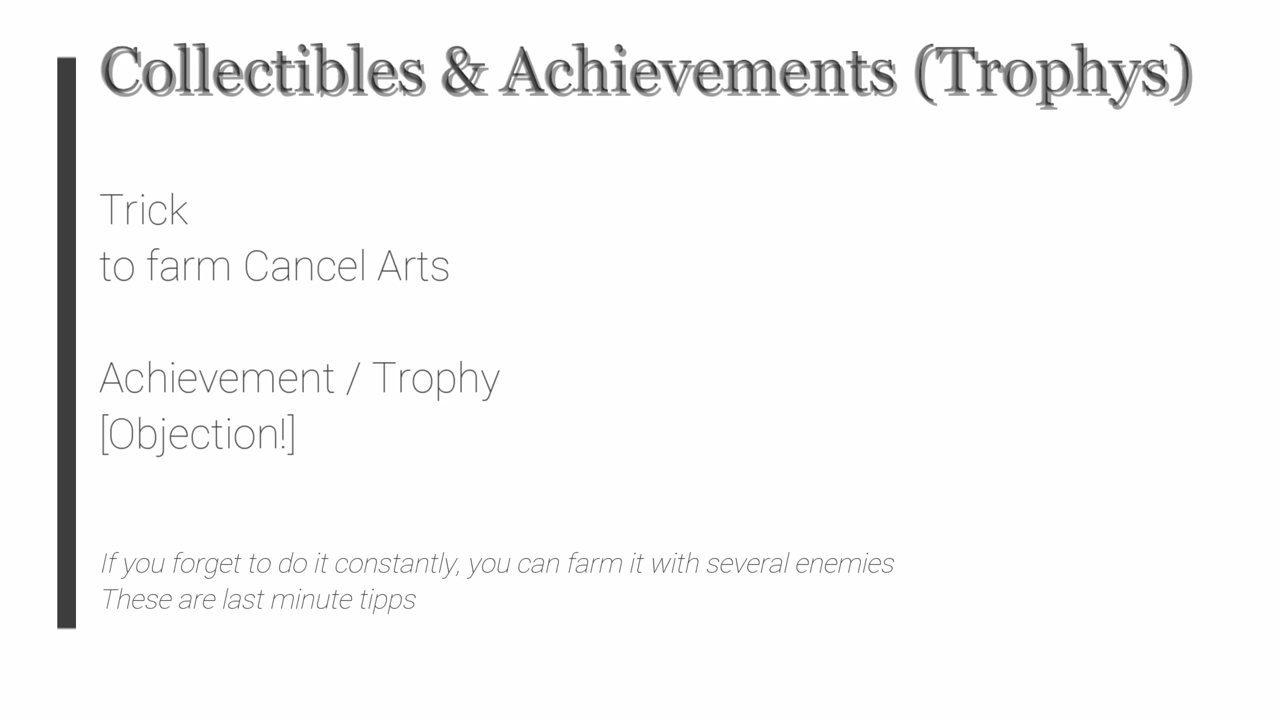 Collectibles & Achievements (Trophys)
Trick
to farm Cancel Arts
Achievement / Trophy
[Objection!]
If you forget to do it constantly, you can farm it with several enemies
These are last minute tipps